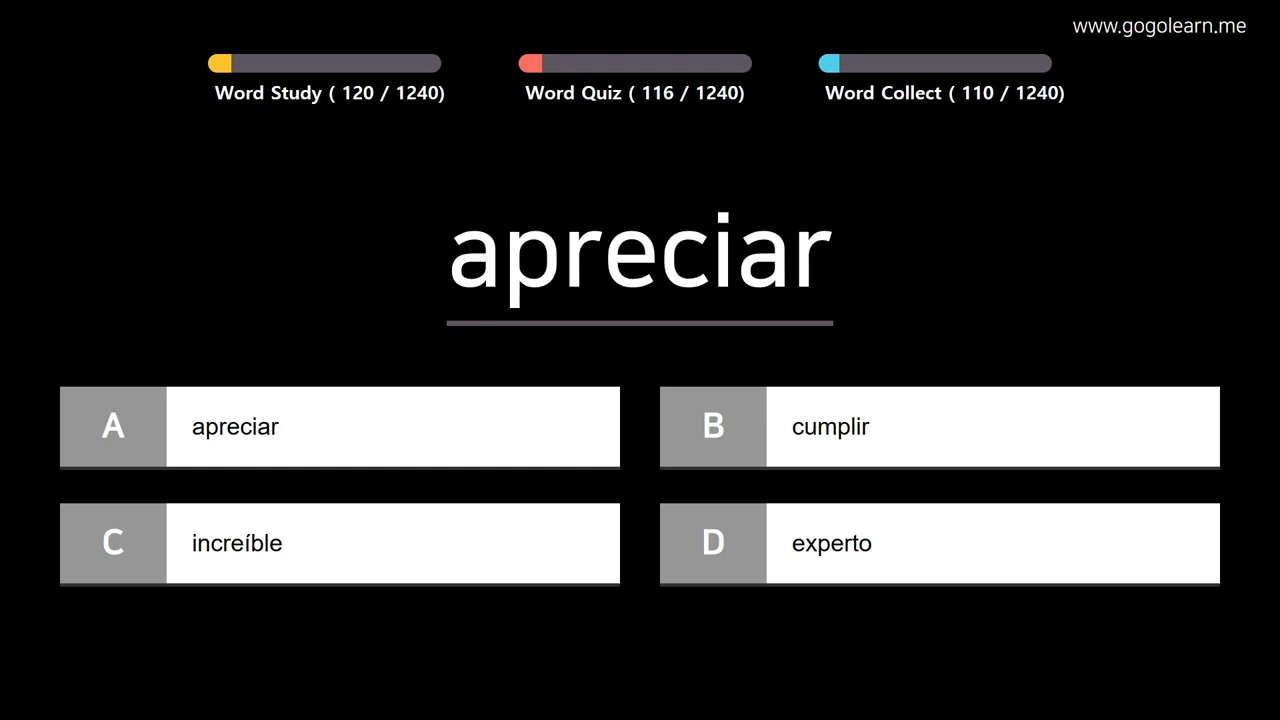 www.gogolearn.me
Word Study ( 120 / 1240)
Word Quiz ( 116 / 1240)
Word Collect ( 110 / 1240)
apreciar
A
apreciar
B
cumplir
C
increíble
D
experto